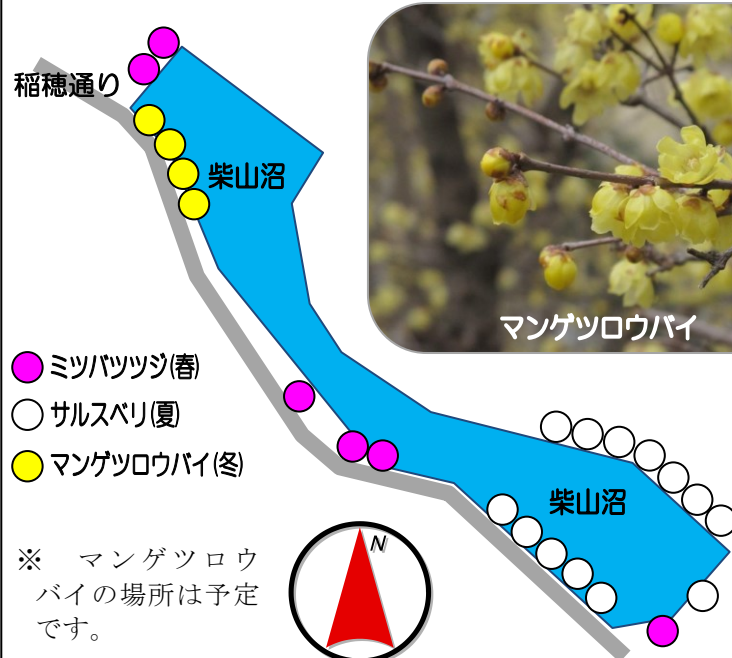 稲穂通り
柴山沼
マンゲツロウバイ
ミツバツツジ(春)
サルスベリ(夏)
マンゲツロウバイ(冬)
柴山沼
※　マンゲツロウ
バイの場所は予定
です。
N